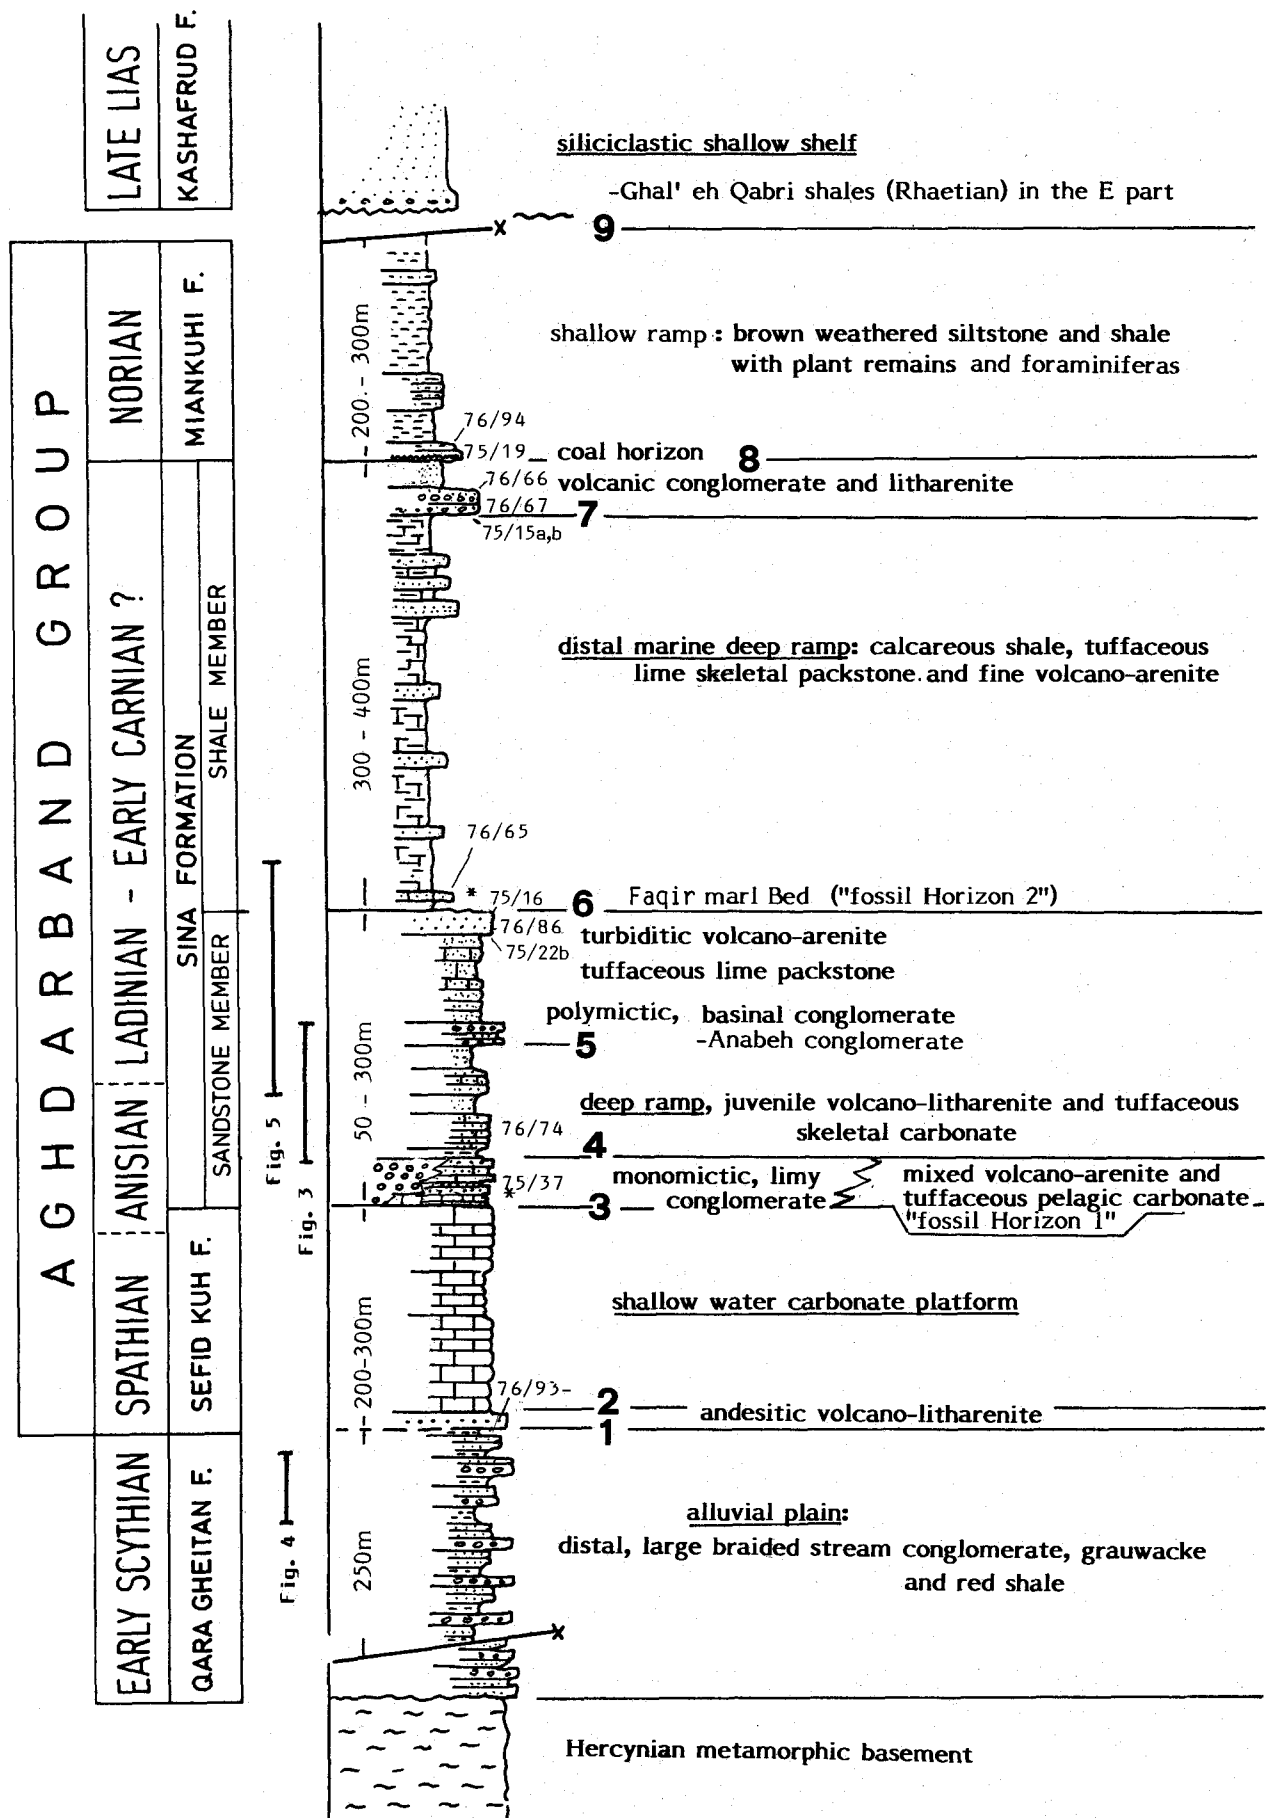 LATE LIAS
KASHAFRUD F.
siliciclastic shallow shelf
-Ghal' eh Qabri shales (Rhaetian) in the E part
x
9
AGHDARBAND GROUP
NORIAN
MIANKUHI F.
200 - 300m
shallow ramp : brown weathered siltstone and shale
with plant remains and foraminiferas
76/94
75/19
coal horizon
8
76/66
volcanic conglomerate and litharenite
76/67
7
75/15a,b
LADINIAN - EARLY CARNIAN ?
SINA FORMATION
SHALE MEMBER
300 - 400m
distal marine deep ramp: calcareous shale, tuffaceous
lime skeletal packstone and fine volcano-arenite
76/65
*
75/16
6
Faqir marl Bed ("fossil Horizon 2")
76/86
turbiditic volcano-arenite
75/22b
tuffaceous lime packstone
SANDSTONE MEMBER
50 - 300m
polymictic, basinal conglomerate
5
-Anabeh conglomerate
Fig. 5
Fig. 3
ANISIAN
deep ramp, juvenile volcano-litharenite and tuffaceous
skeletal carbonate
76/74
4
75/37
*
monomictic, limy
conglomerate
3
mixed volcano-arenite and
tuffaceous pelagic carbonate
"fossil Horizon 1"
SPATHIAN
SEFID KUH F.
200-300m
shallow water carbonate platform
76/93-
2
andesitic volcano-litharenite
1
EARLY SCYTHIAN
QARA GHEITAN F.
Fig. 4
250m
alluvial plain:
distal, large braided stream conglomerate, grauwacke
and red shale
x
Hercynian metamorphic basement